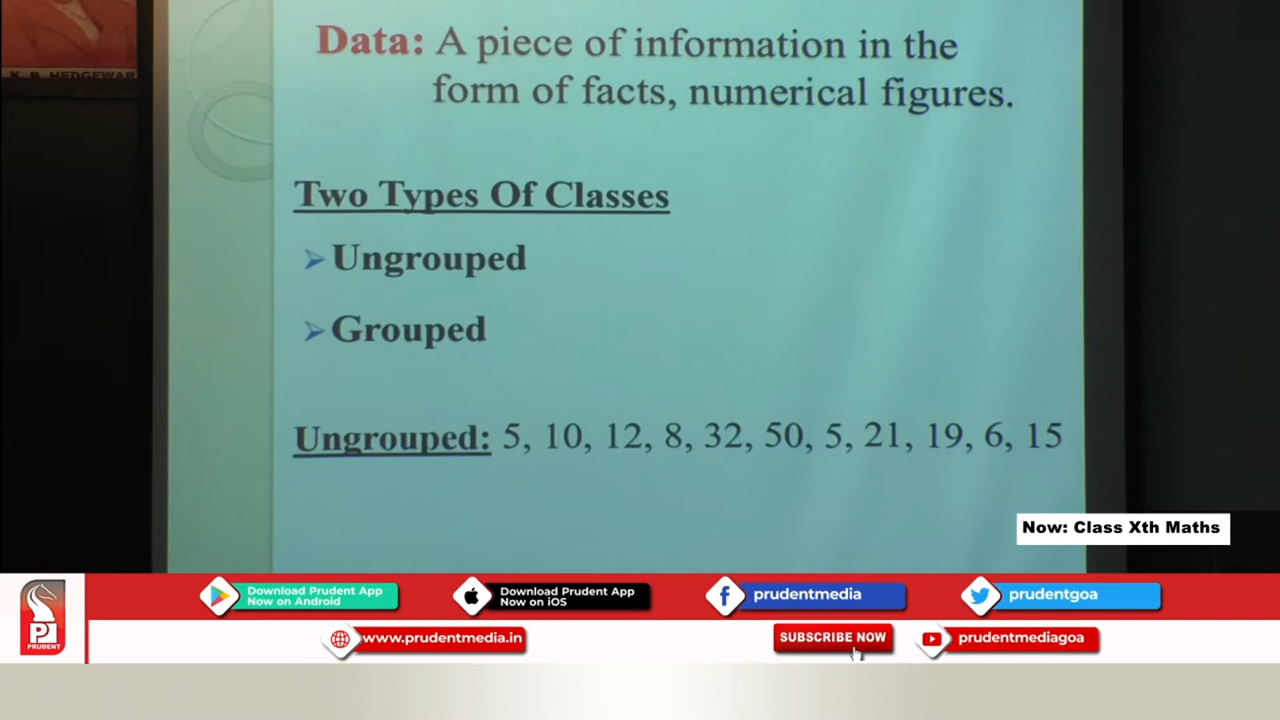 K. B. HEDGEWAR
Data: A piece of information in the
form of facts, numerical figures.
Two Types Of Classes
Ungrouped
Grouped
Ungrouped: 5, 10, 12, 8, 32, 50, 5, 21, 19, 6, 15
Now: Class Xth Maths
Download Prudent App
Now on Android
Download Prudent App
Now on iOS
prudentmedia
prudentgoa
PRUDENT
www.prudentmedia.in
SUBSCRIBE NOW
prudentmediagoa